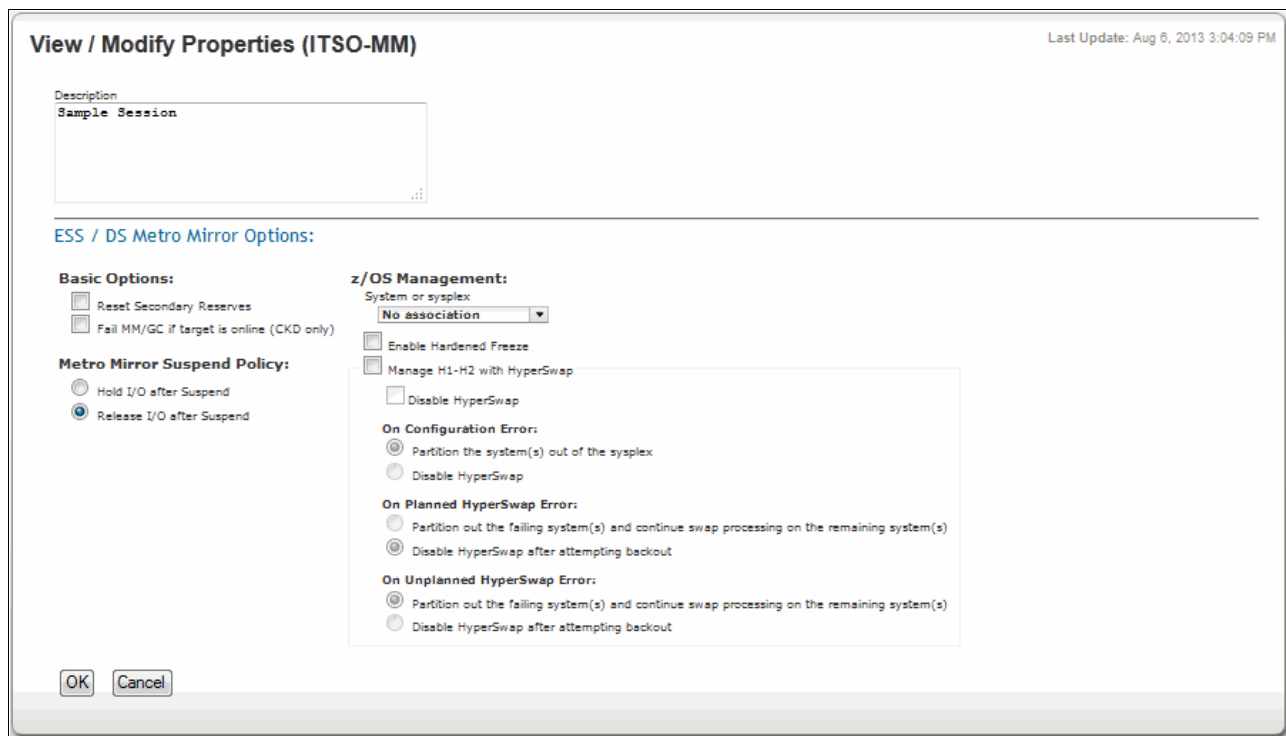 View / Modify Properties (ITSO-MM)
Last Update: Aug 6, 2013 3:04:09 PM
Description
Sample Session
ESS / DS Metro Mirror Options:
Basic Options:
Reset Secondary Reserves
Fail MM/GC if target is online (CKD only)
Metro Mirror Suspend Policy:
Hold I/O after Suspend
Release I/O after Suspend
z/OS Management:
System or sysplex
No association
Enable Hardened Freeze
Manage H1-H2 with HyperSwap
Disable HyperSwap
On Configuration Error:
Partition the system(s) out of the sysplex
Disable HyperSwap
On Planned HyperSwap Error:
Partition out the failing system(s) and continue swap processing on the remaining system(s)
Disable HyperSwap after attempting backout
On Unplanned HyperSwap Error:
Partition out the failing system(s) and continue swap processing on the remaining system(s)
Disable HyperSwap after attempting backout
OK
Cancel